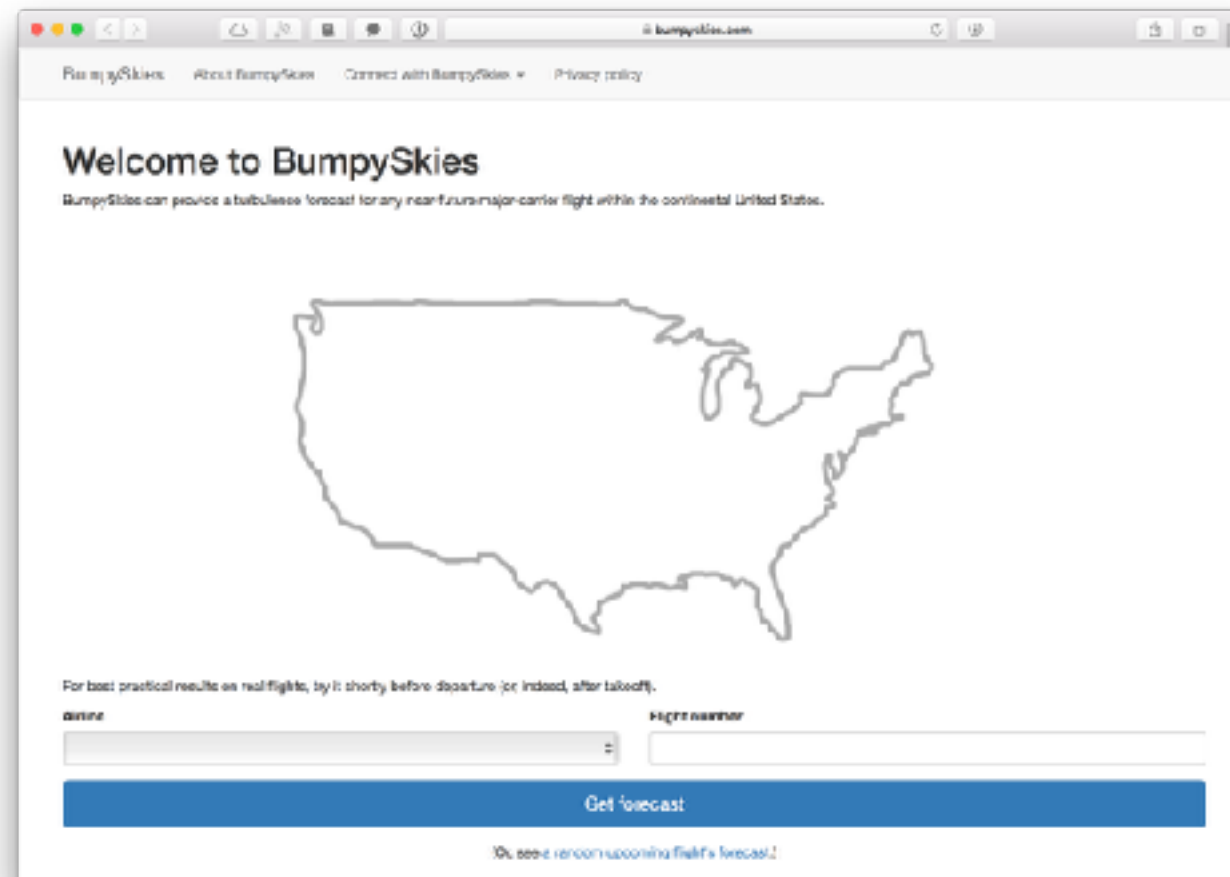 bumpyskies.com
BumpySkies About BumpySkies Connect with BumpySkies Privacy policy
Welcome to BumpySkies
BumpySkies can provide a turbulence forecast for any near-future major-carrier flight within the continental United States.
For best practical results on real flights, try it shortly before departure (or, indeed, after takeoff).
Airline Flight number
Get forecast
(Or, see a random upcoming flight's forecast.)